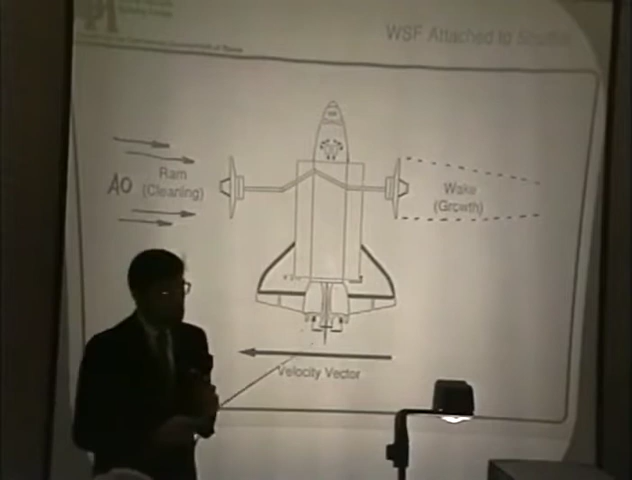 WSF Attached to Shuttle
Ram
(Cleaning)
AO
Wake
(Growth)
Velocity Vector